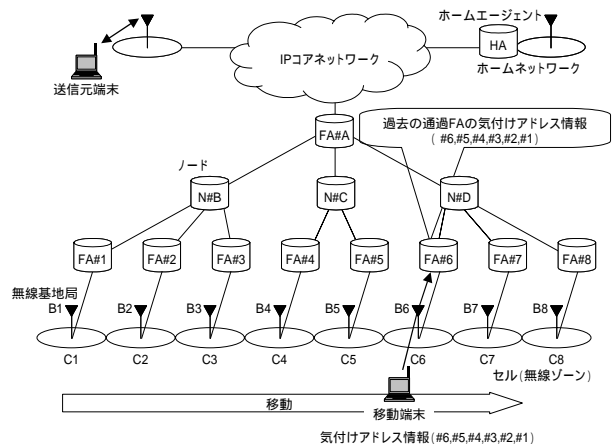 ホームエージェント
HA
ホームネットワーク
IPコアネットワーク
送信元端末
過去の通過FAの気付けアドレス情報
(#6,#5,#4,#3,#2,#1)
FA#A
ノード
N#B
N#C
N#D
FA#1
FA#2
FA#3
FA#4
FA#5
FA#6
FA#7
FA#8
無線基地局
B1
B2
B3
B4
B5
B6
B7
B8
C1
C2
C3
C4
C5
C6
C7
C8
セル(無線ゾーン)
移動
移動端末
気付けアドレス情報(#6,#5,#4,#3,#2,#1)